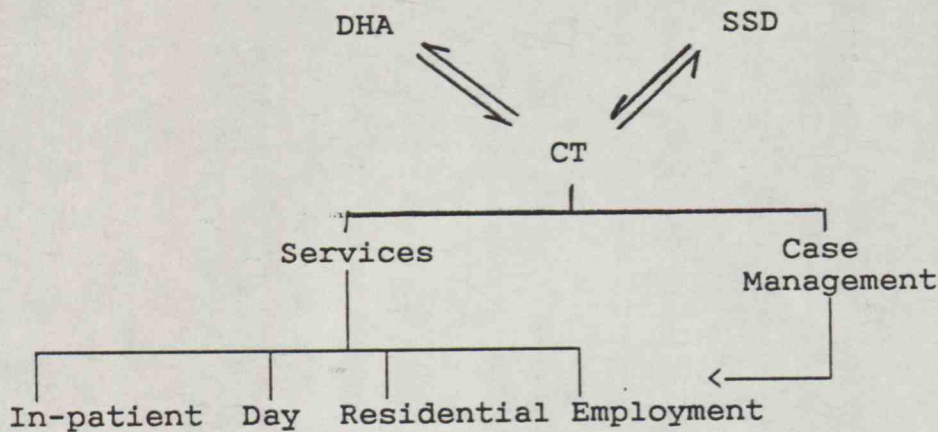 DHA SSD
CT
Services Case
Management
In-patient Day Residential Employment